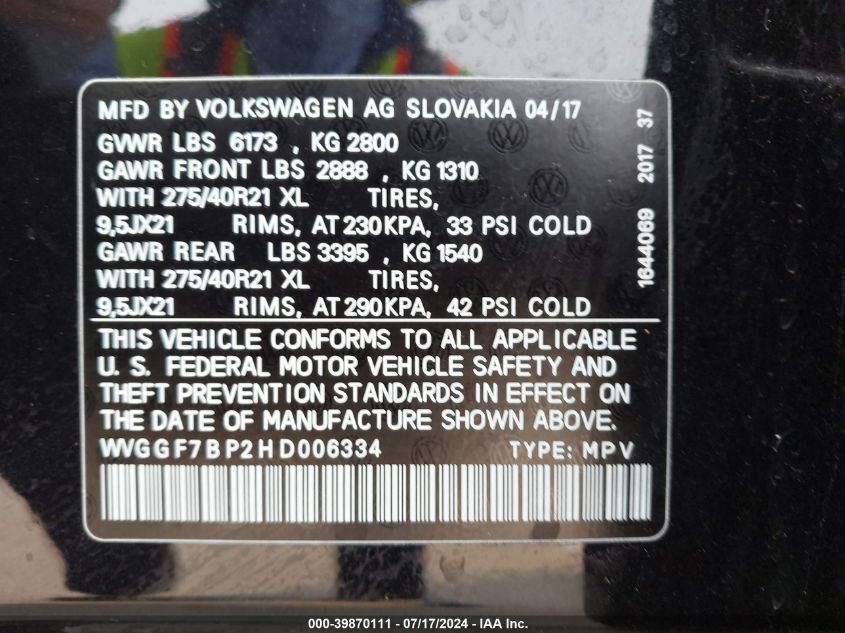 MFD BY VOLKSWAGEN AG SLOVAKIA 04/17
GVWR LBS 6173 , KG 2800
GAWR FRONT LBS 2888 , KG 1310
WITH 275/40R21 XL TIRES,
9,5JX21 RIMS, AT 230KPA, 33 PSI COLD
GAWR REAR LBS 3395 , KG 1540
WITH 275/40R21 XL TIRES,
9,5JX21 RIMS, AT 290KPA, 42 PSI COLD
THIS VEHICLE CONFORMS TO ALL APPLICABLE
U. S. FEDERAL MOTOR VEHICLE SAFETY AND
THEFT PREVENTION STANDARDS IN EFFECT ON
THE DATE OF MANUFACTURE SHOWN ABOVE.
WVGGF7BP2HD006334 TYPE: MPV
1644069 2017 37
000-39870111 - 07/17/2024 - IAA Inc.